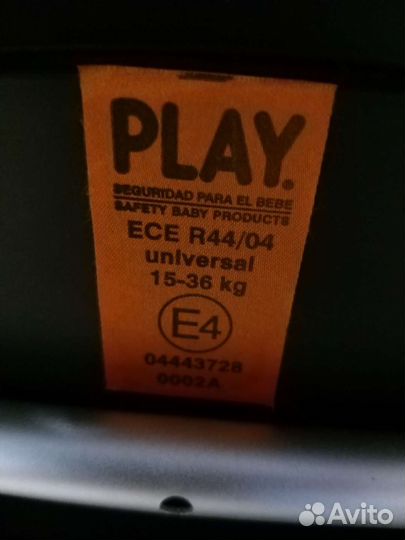 PLAY.
SEGURIDAD PARA EL BEBE
SAFETY BABY PRODUCTS
ECE R44/04
universal
15-36 kg
E4
04443728
0002A
Avito